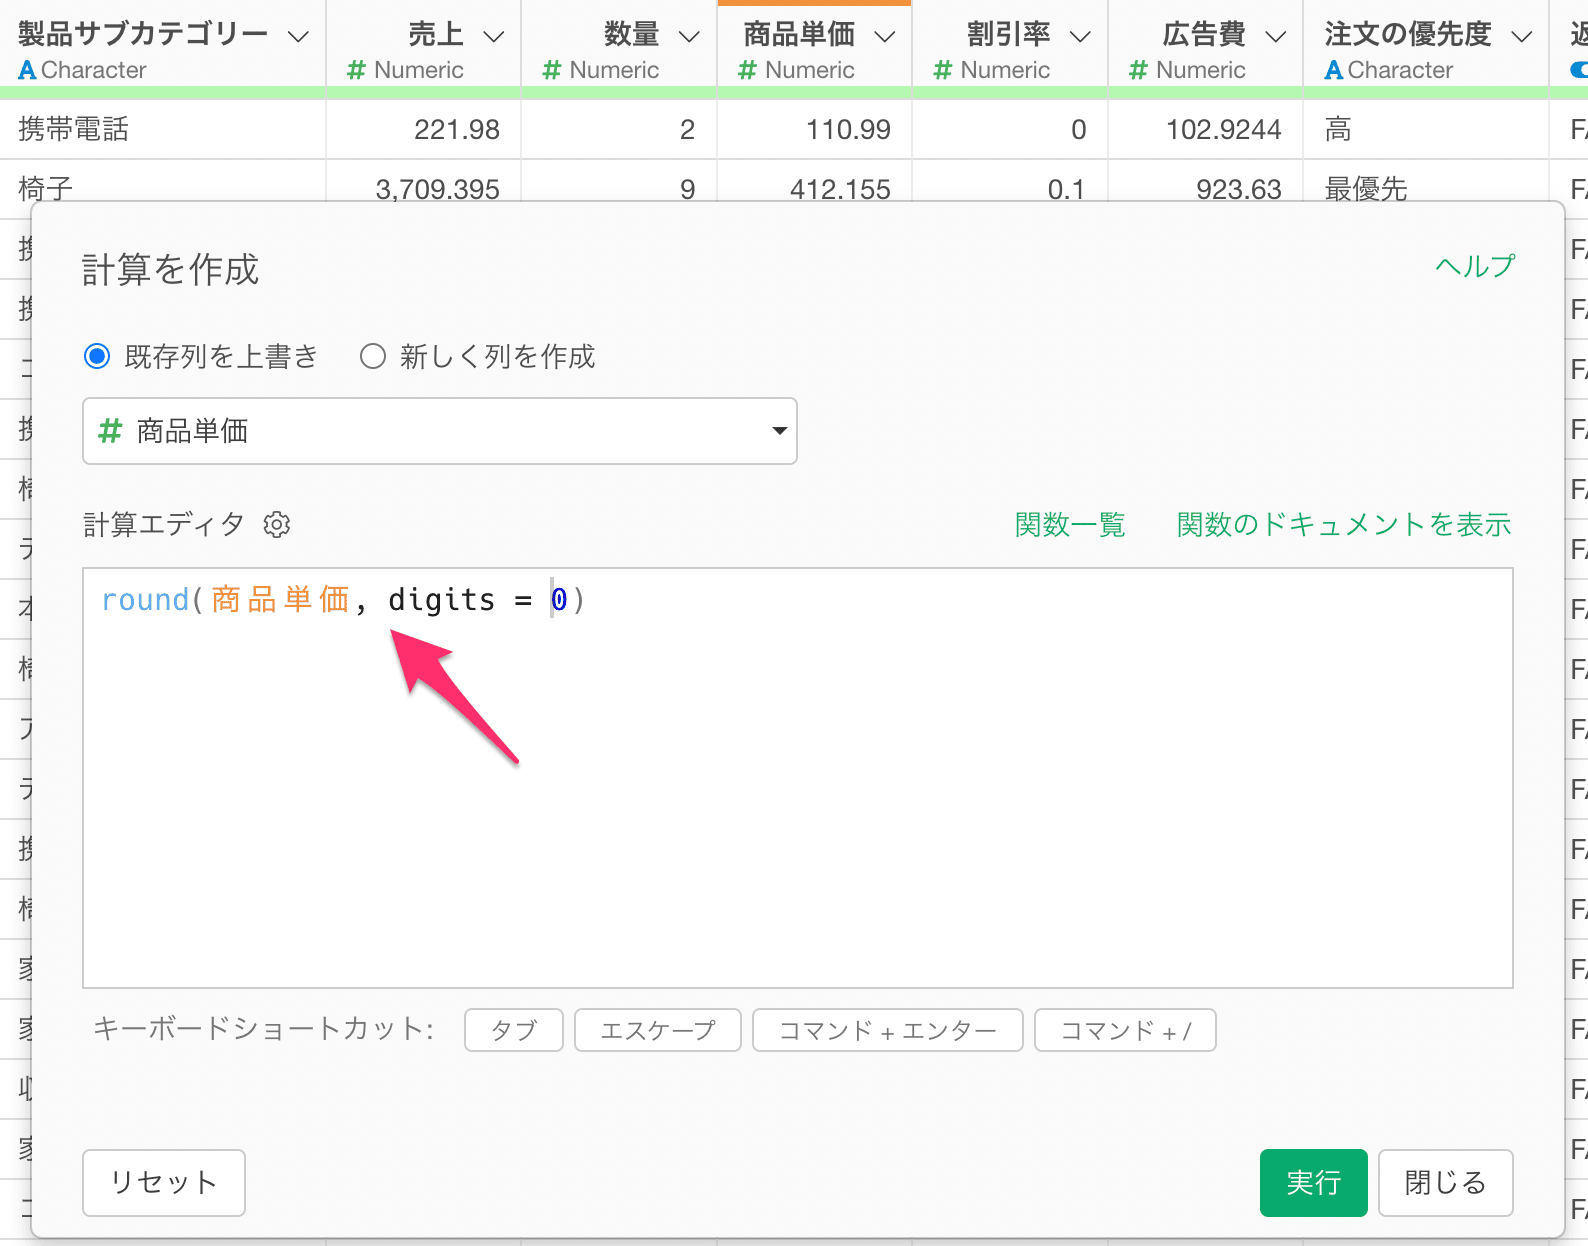 製品サブカテゴリー 売上 数量 商品単価 割引率 広告費 注文の優先度
Character Numeric Numeric Numeric Numeric Numeric Character
携帯電話 221.98 2 110.99 0 102.9244 高
椅子 3,709.395 9 412.155 0.1 923.63 最優先
計算を作成 ヘルプ
既存列を上書き 新しく列を作成
# 商品単価
計算エディタ 関数一覧 関数のドキュメントを表示
round(商品単価, digits = 0)
キーボードショートカット: タブ エスケープ コマンド + エンター コマンド + /
リセット 実行 閉じる